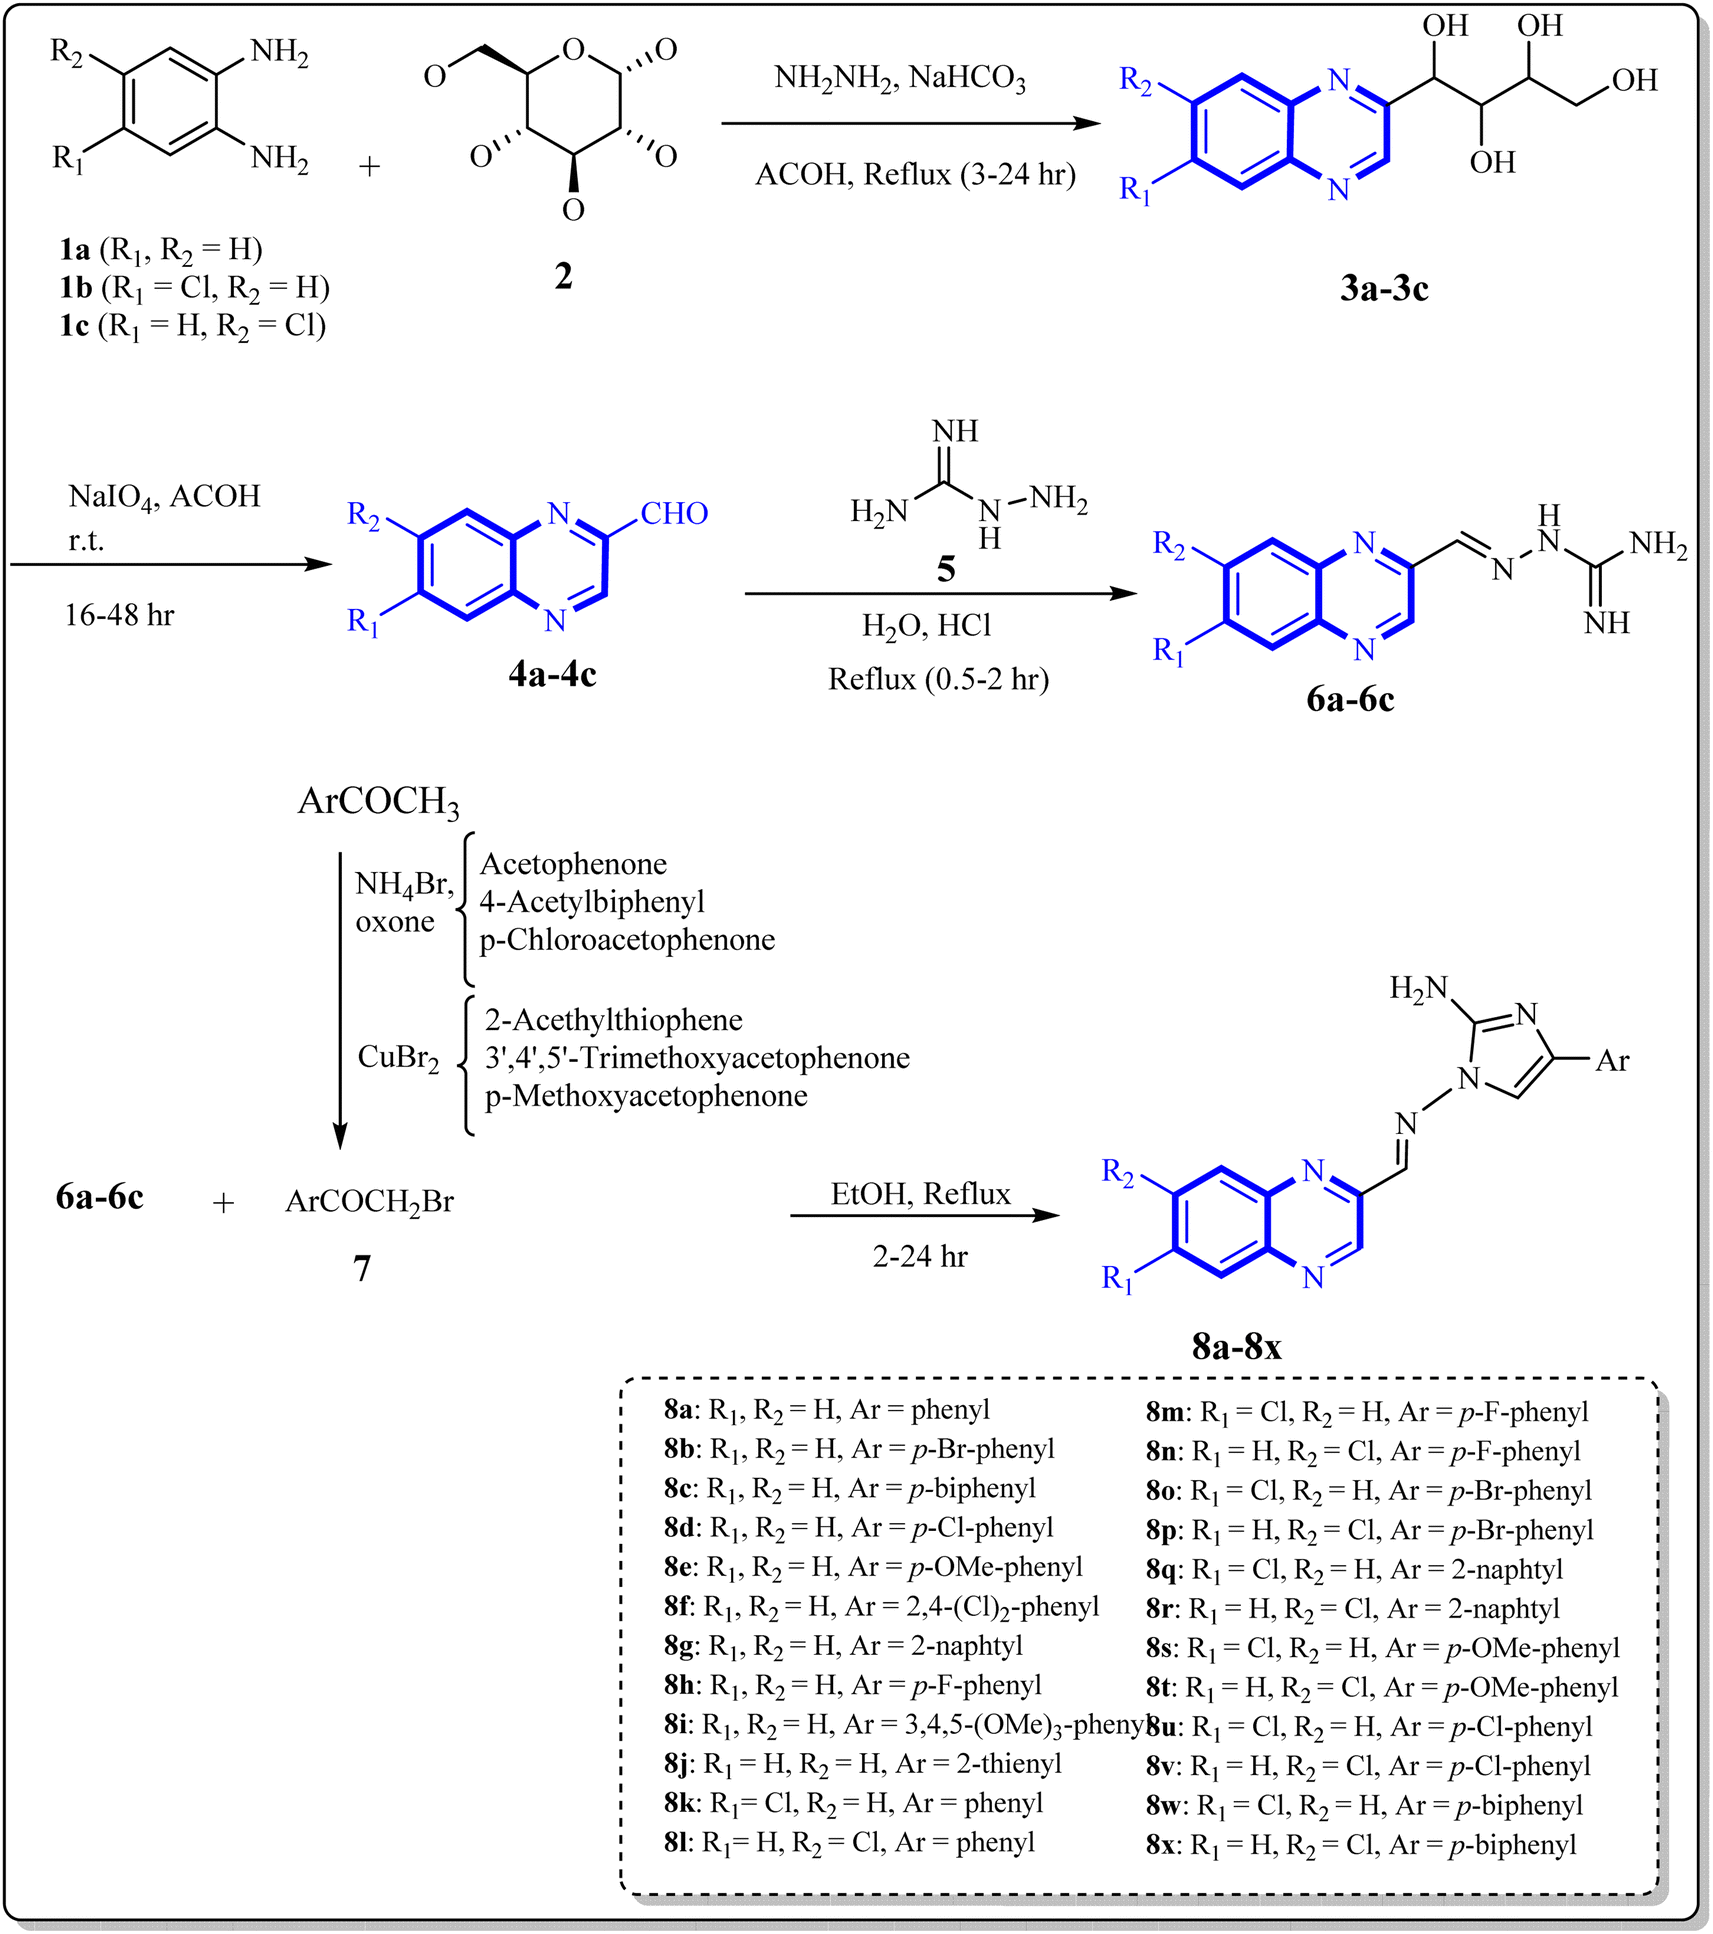 R2 NH2
R1 NH2
+
O O O
O O O
1a (R1, R2 = H)
1b (R1 = Cl, R2 = H)
1c (R1 = H, R2 = Cl)
2
NH2NH2, NaHCO3
ACOH, Reflux (3-24 hr)
OH OH
R2 N OH
R1 N OH
3a-3c
NaIO4, ACOH
r.t.
16-48 hr
R2 N CHO
R1 N
4a-4c
NH
H2N N NH2
H
5
H2O, HCl
Reflux (0.5-2 hr)
H
R2 N N N NH2
R1 N NH
6a-6c
ArCOCH3
NH4Br,
oxone
Acetophenone
4-Acetylbiphenyl
p-Chloroacetophenone
CuBr2
2-Acethylthiophene
3',4',5'-Trimethoxyacetophenone
p-Methoxyacetophenone
6a-6c + ArCOCH2Br
7
EtOH, Reflux
2-24 hr
H2N N
N Ar
N
R2 N
R1 N
8a-8x
8a: R1, R2 = H, Ar = phenyl
8b: R1, R2 = H, Ar = p-Br-phenyl
8c: R1, R2 = H, Ar = p-biphenyl
8d: R1, R2 = H, Ar = p-Cl-phenyl
8e: R1, R2 = H, Ar = p-OMe-phenyl
8f: R1, R2 = H, Ar = 2,4-(Cl)2-phenyl
8g: R1, R2 = H, Ar = 2-naphtyl
8h: R1, R2 = H, Ar = p-F-phenyl
8i: R1, R2 = H, Ar = 3,4,5-(OMe)3-phenyl
8j: R1 = H, R2 = H, Ar = 2-thienyl
8k: R1= Cl, R2 = H, Ar = phenyl
8l: R1= H, R2 = Cl, Ar = phenyl
8m: R1 = Cl, R2 = H, Ar = p-F-phenyl
8n: R1 = H, R2 = Cl, Ar = p-F-phenyl
8o: R1 = Cl, R2 = H, Ar = p-Br-phenyl
8p: R1 = H, R2 = Cl, Ar = p-Br-phenyl
8q: R1 = Cl, R2 = H, Ar = 2-naphtyl
8r: R1 = H, R2 = Cl, Ar = 2-naphtyl
8s: R1 = Cl, R2 = H, Ar = p-OMe-phenyl
8t: R1 = H, R2 = Cl, Ar = p-OMe-phenyl
8u: R1 = Cl, R2 = H, Ar = p-Cl-phenyl
8v: R1 = H, R2 = Cl, Ar = p-Cl-phenyl
8w: R1 = Cl, R2 = H, Ar = p-biphenyl
8x: R1 = H, R2 = Cl, Ar = p-biphenyl